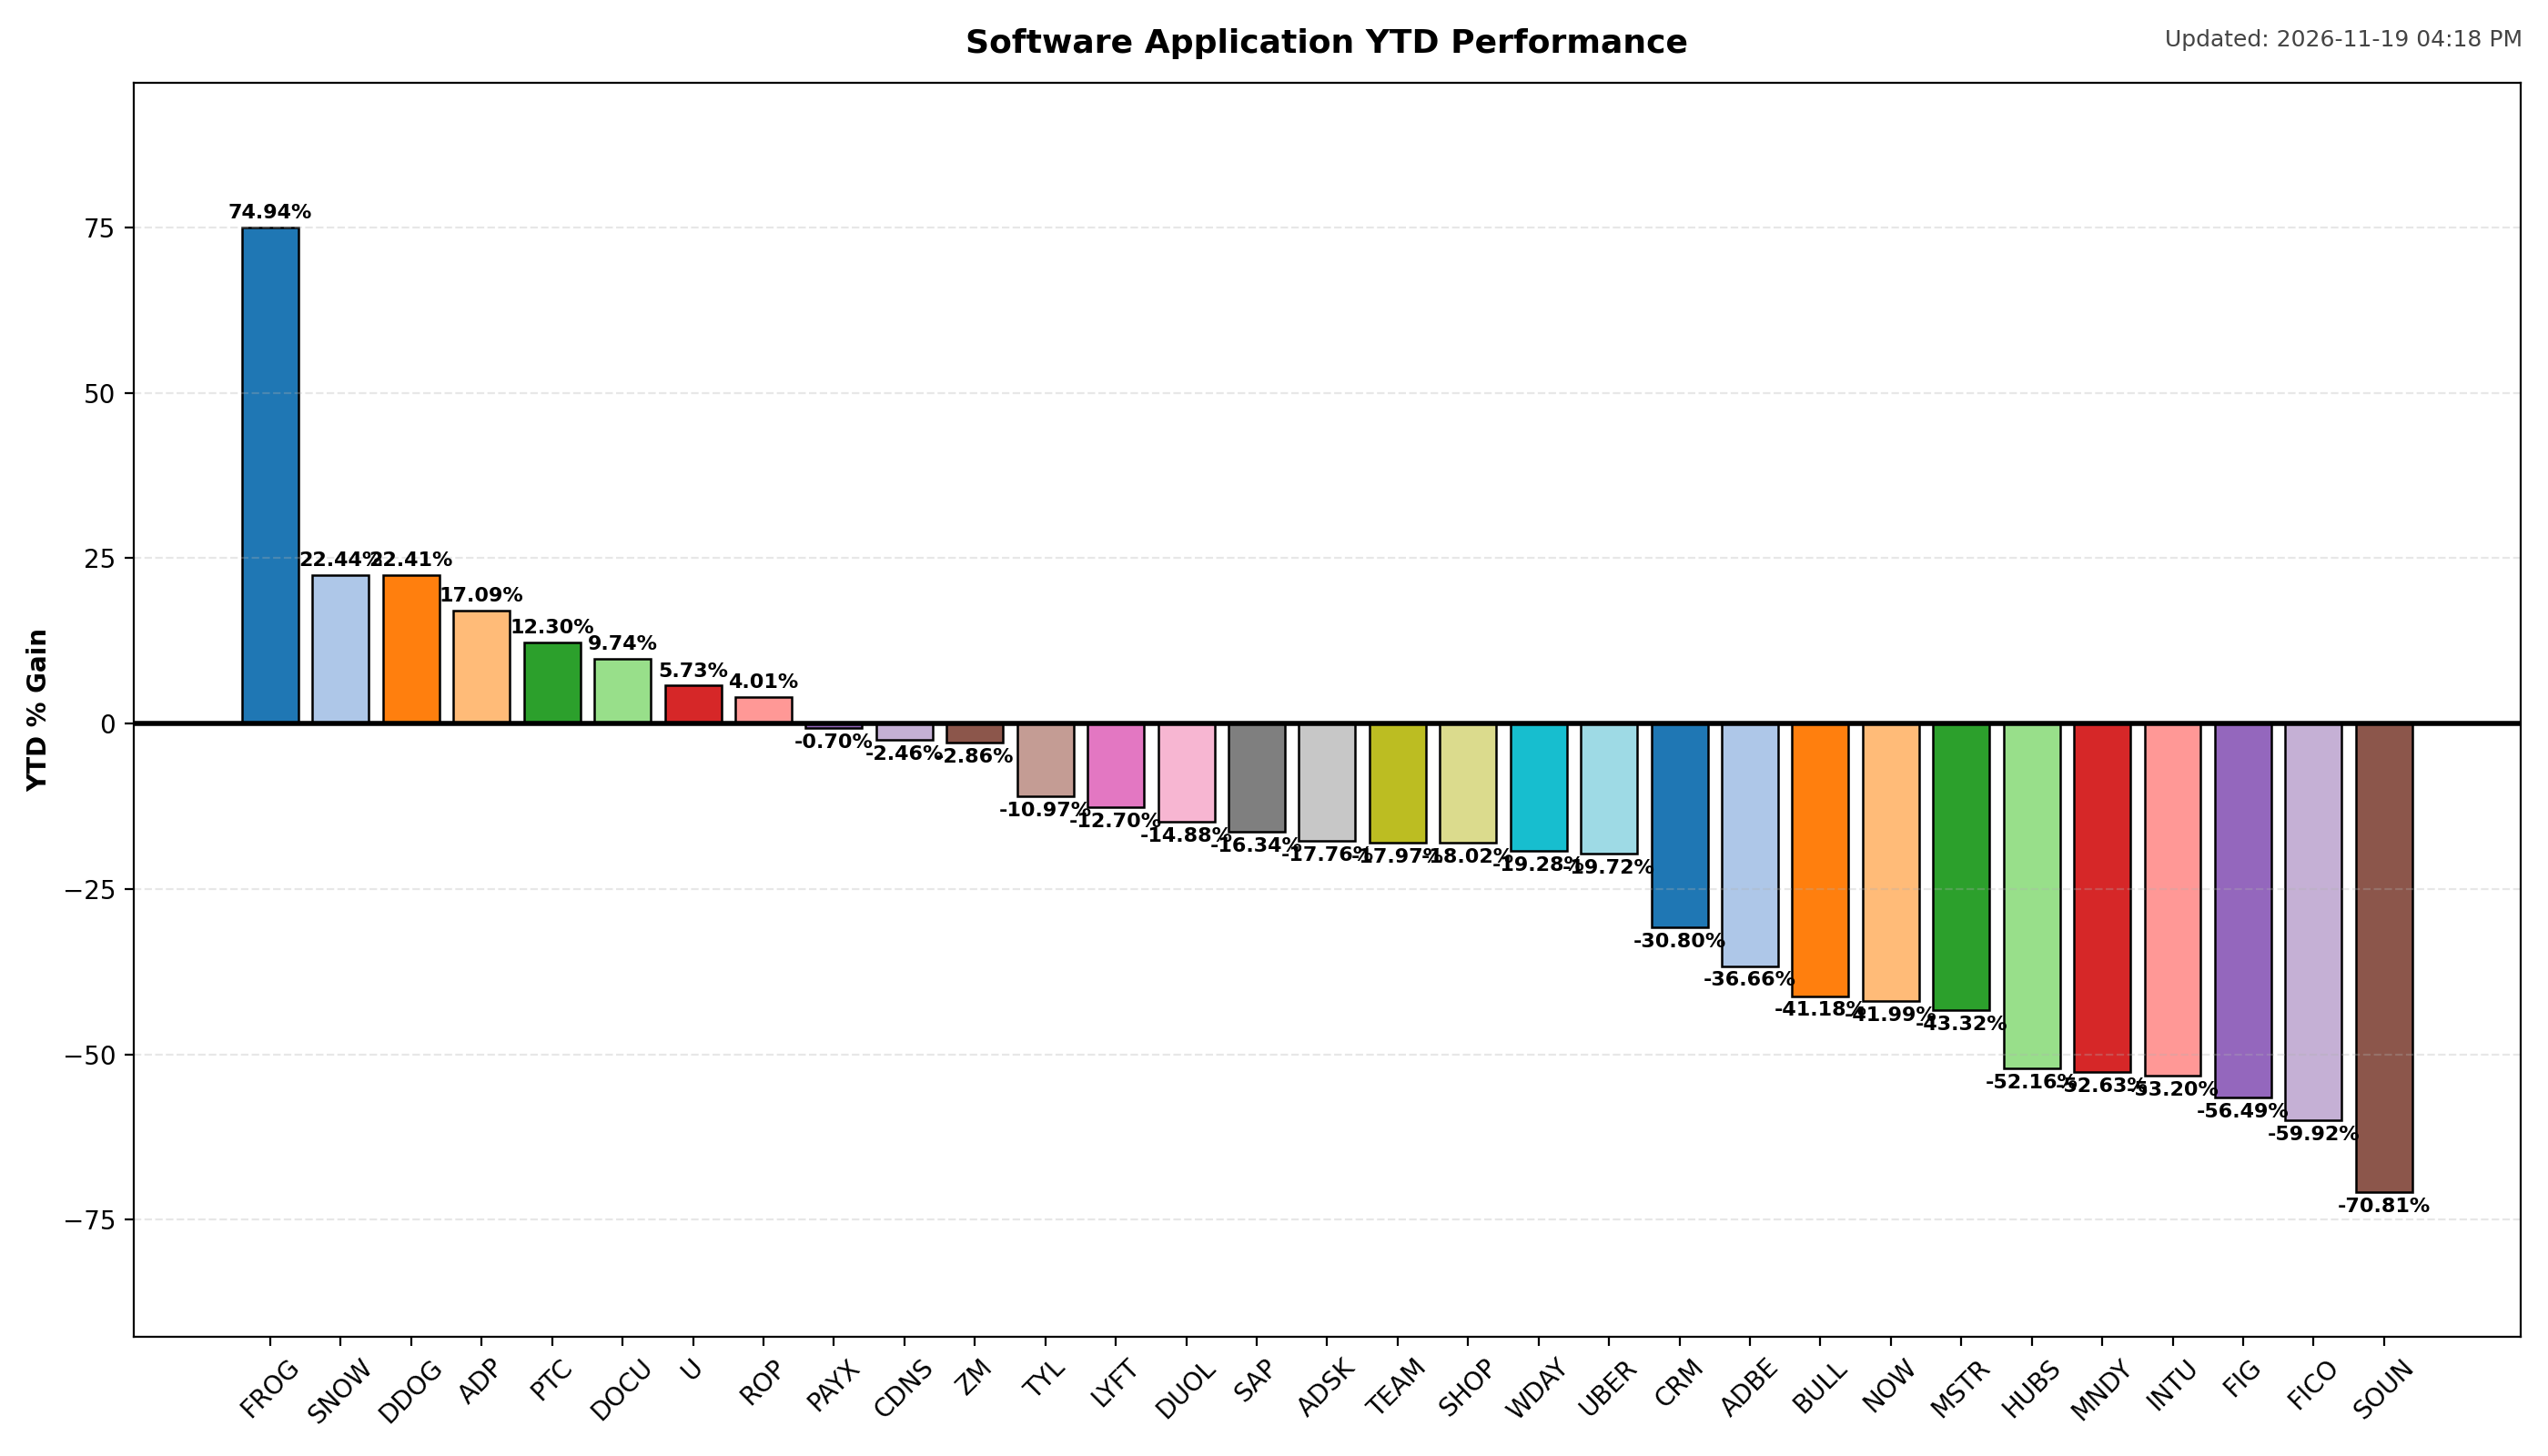 Software Application YTD Performance
Updated: 2026-11-19 04:18 PM
YTD % Gain
75
50
25
0
−25
−50
−75
74.94%
22.44%
22.41%
17.09%
12.30%
9.74%
5.73%
4.01%
-0.70%
-2.46%
-2.86%
-10.97%
-12.70%
-14.88%
-16.34%
-17.76%
-17.97%
-18.02%
-19.28%
-19.72%
-30.80%
-36.66%
-41.18%
-41.99%
-43.32%
-52.16%
-52.63%
-53.20%
-56.49%
-59.92%
-70.81%
FROG
SNOW
DDOG
ADP
PTC
DOCU
U
ROP
PAYX
CDNS
ZM
TYL
LYFT
DUOL
SAP
ADSK
TEAM
SHOP
WDAY
UBER
CRM
ADBE
BULL
NOW
MSTR
HUBS
MNDY
INTU
FIG
FICO
SOUN